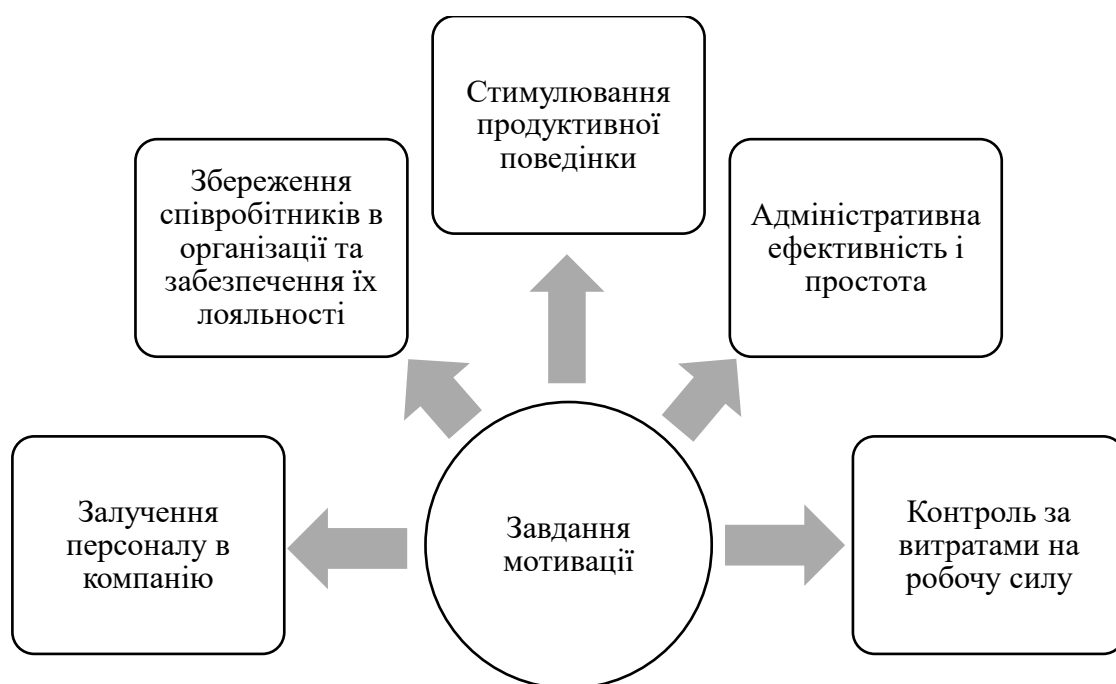 Стимулювання
продуктивної
поведінки
Збереження
співробітників в
організації та
забезпечення їх
лояльності
Адміністративна
ефективність і
простота
Залучення
персоналу в
компанію
Завдання
мотивації
Контроль за
витратами на
робочу силу